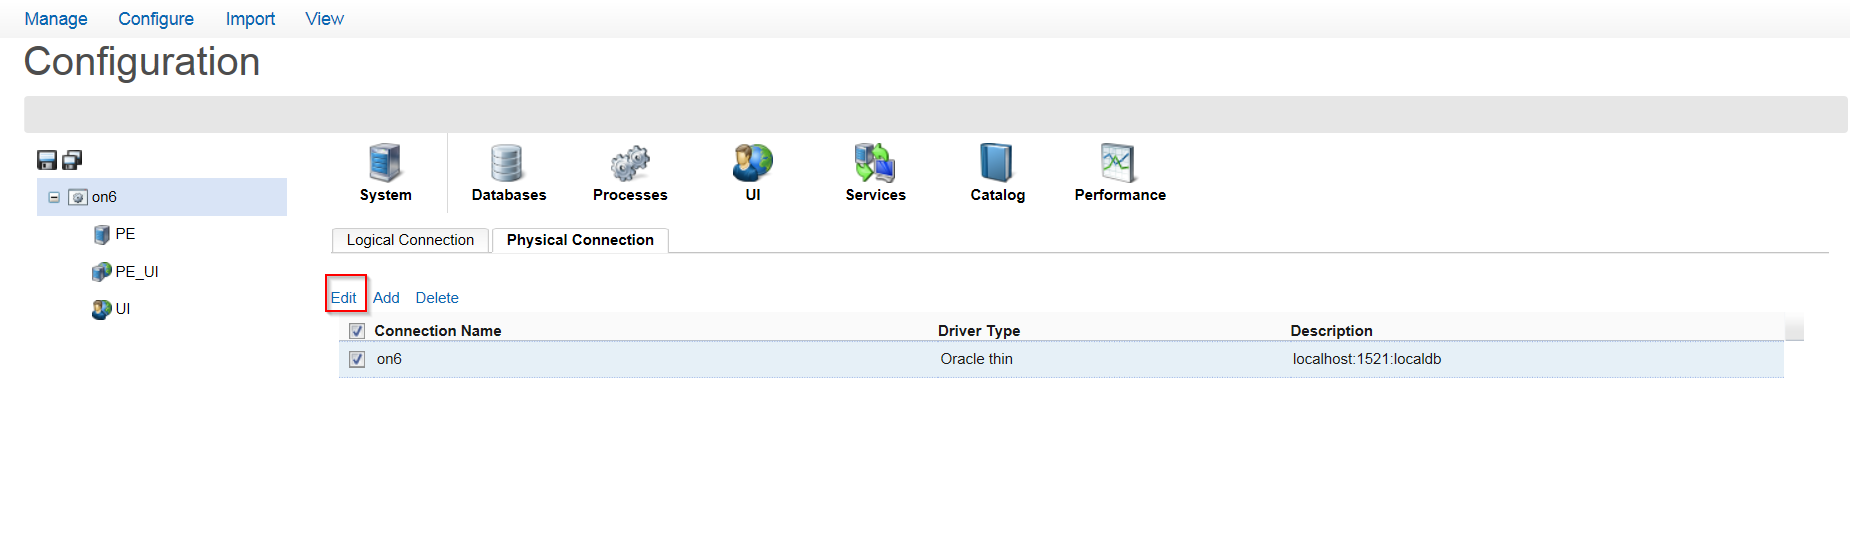 Manage Configure Import View
Configuration
on6
PE
PE_UI
UI
System Databases Processes UI Services Catalog Performance
Logical Connection Physical Connection
Edit Add Delete
Connection Name Driver Type Description
on6 Oracle thin localhost:1521:localdb